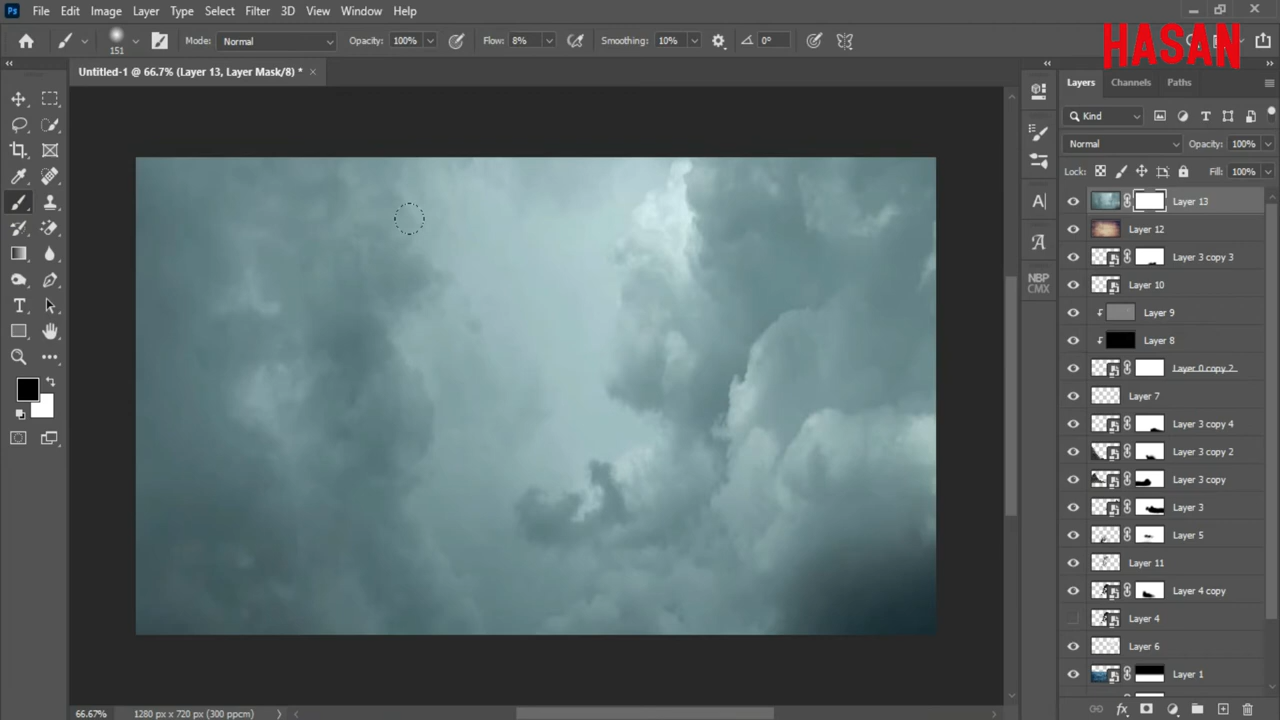 Ps File Edit Image Layer Type Select Filter 3D View Window Help
151 Mode: Normal Opacity: 100% Flow: 8% Smoothing: 10% 0°
HASAN
Untitled-1 @ 66.7% (Layer 13, Layer Mask/8) * ×
Layers Channels Paths
Kind
Normal Opacity: 100%
Lock: Fill: 100%
Layer 13
Layer 12
Layer 3 copy 3
Layer 10
Layer 9
Layer 8
Layer 0 copy 2
Layer 7
Layer 3 copy 4
Layer 3 copy 2
Layer 3 copy
Layer 3
Layer 5
Layer 11
Layer 4 copy
Layer 4
Layer 6
Layer 1
NBP
CMX
66.67% 1280 px x 720 px (300 ppcm)